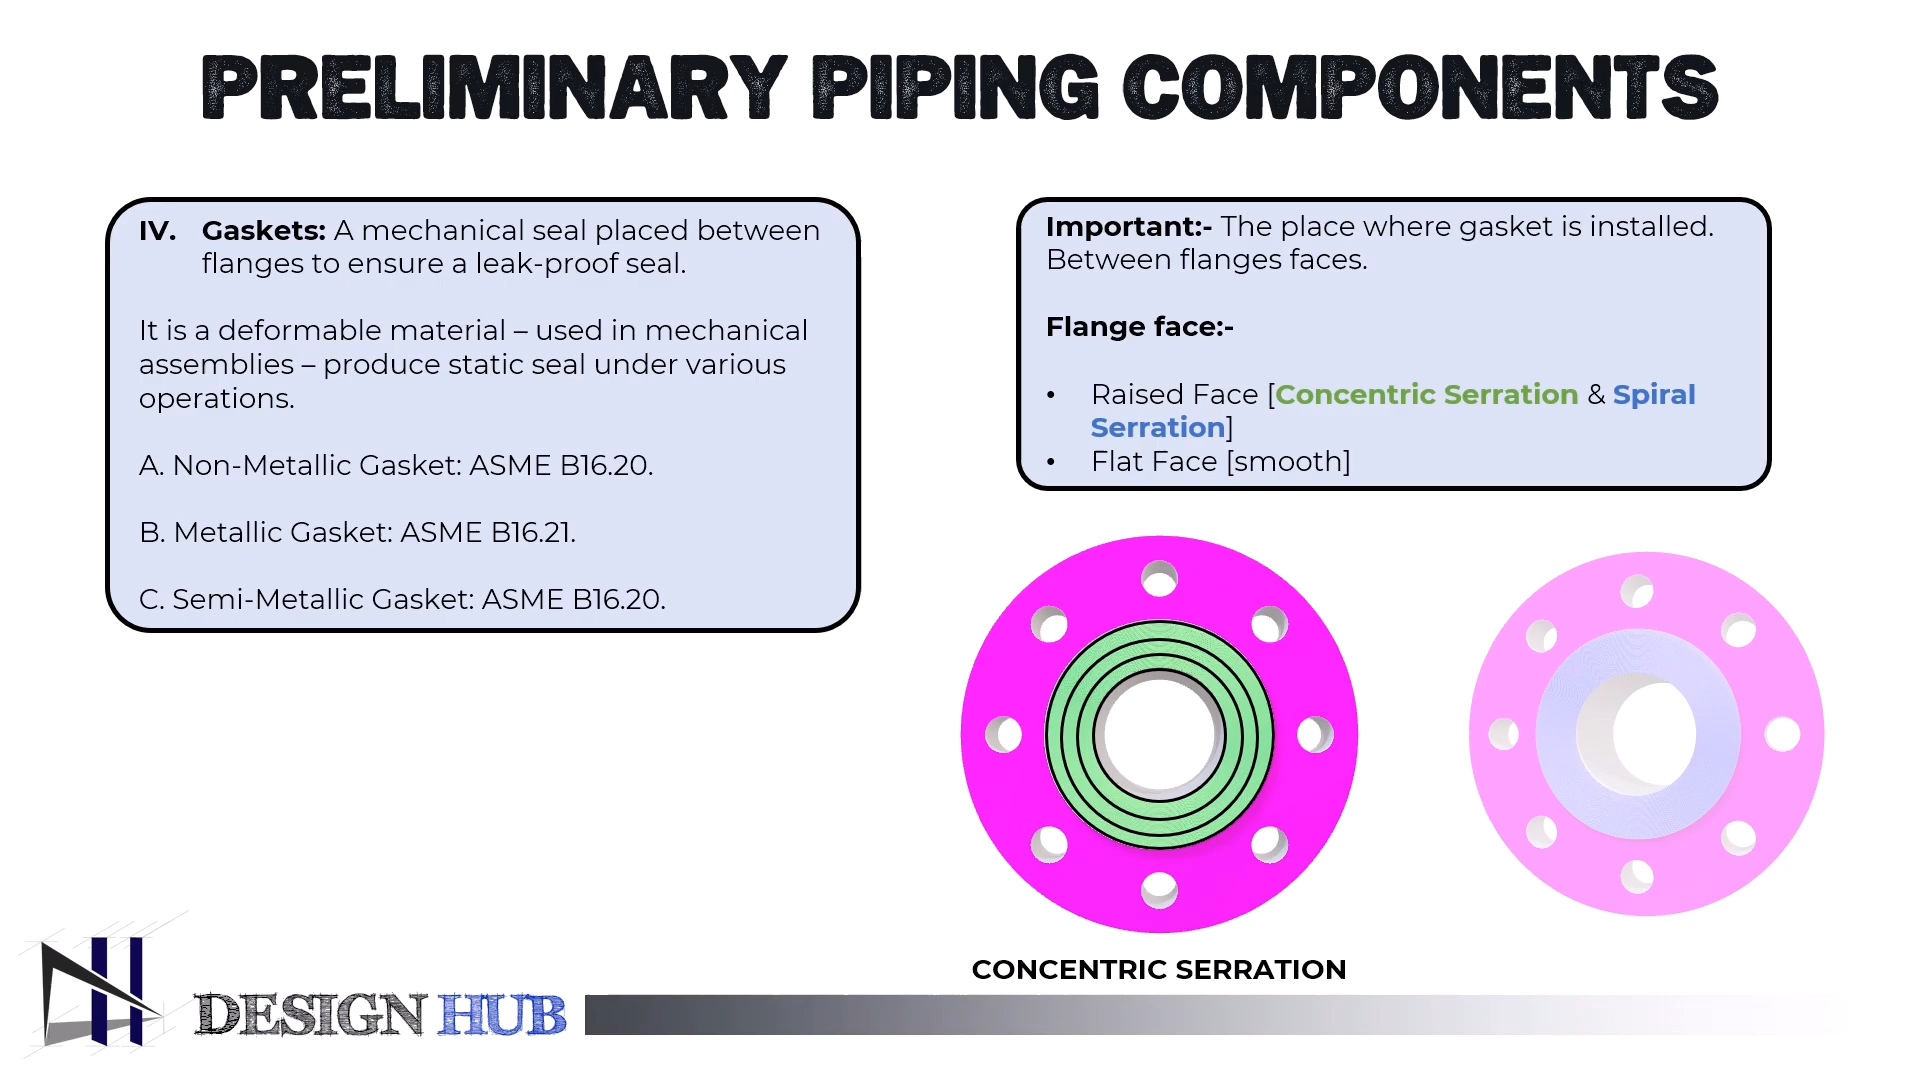 PRELIMINARY PIPING COMPONENTS
IV. Gaskets: A mechanical seal placed between
flanges to ensure a leak-proof seal.
It is a deformable material – used in mechanical
assemblies – produce static seal under various
operations.
A. Non-Metallic Gasket: ASME B16.20.
B. Metallic Gasket: ASME B16.21.
C. Semi-Metallic Gasket: ASME B16.20.
Important:- The place where gasket is installed.
Between flanges faces.
Flange face:-
• Raised Face [Concentric Serration & Spiral
Serration]
• Flat Face [smooth]
CONCENTRIC SERRATION
DESIGN HUB